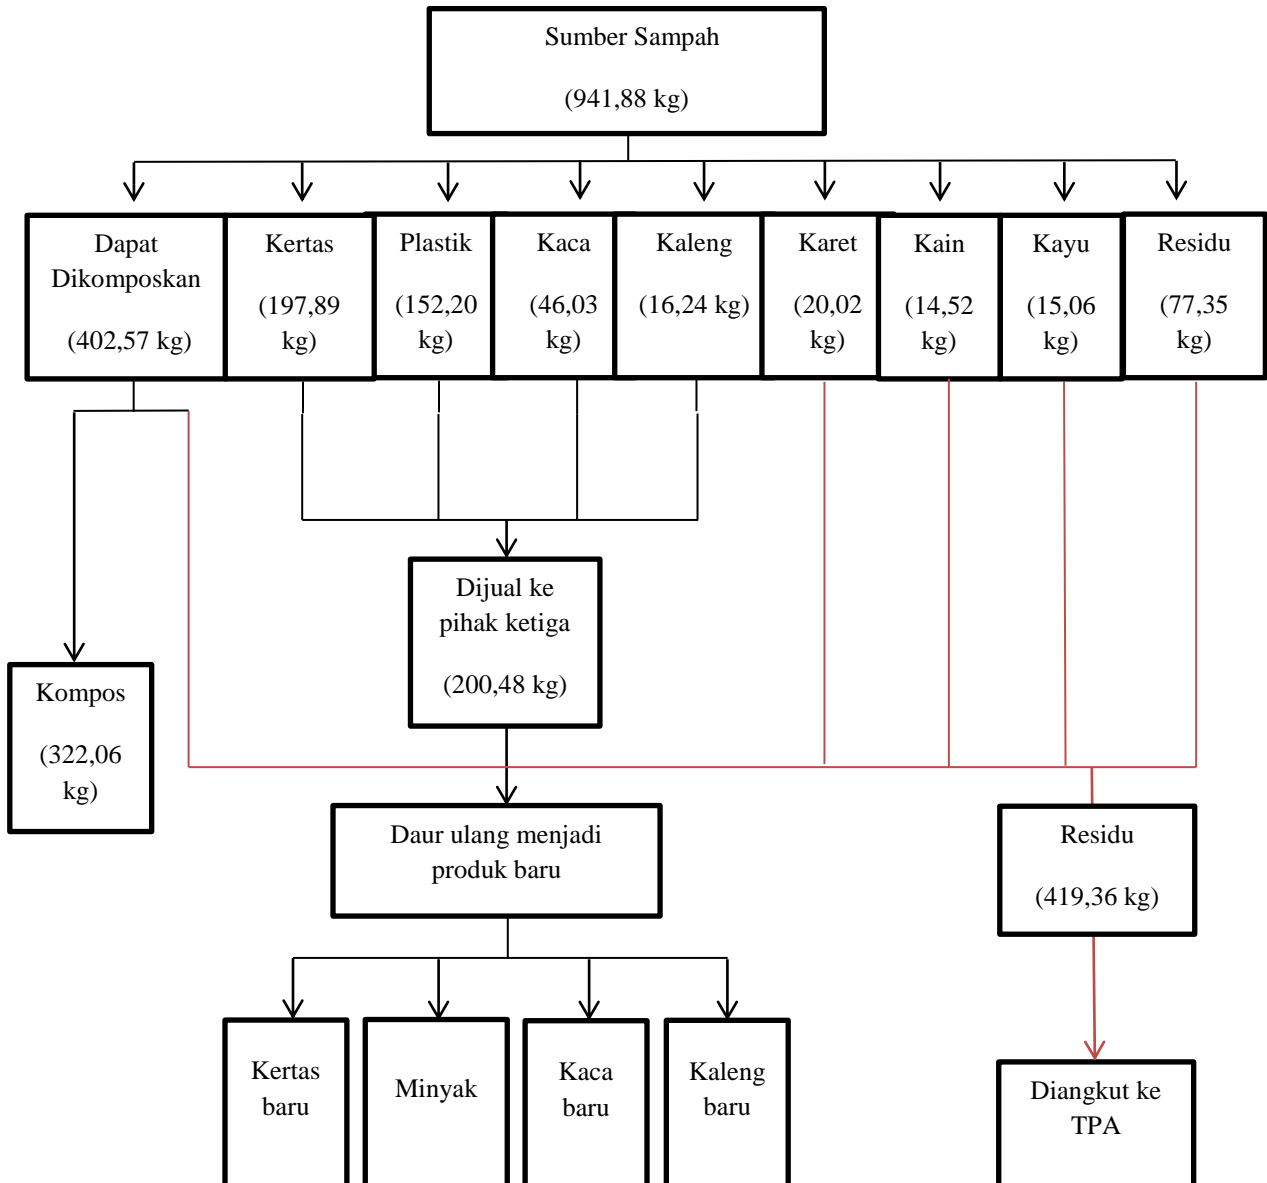 Sumber Sampah
(941,88 kg)
Dapat
Dikomposkan
(402,57 kg)
Kertas
(197,89
kg)
Plastik
(152,20
kg)
Kaca
(46,03
kg)
Kaleng
(16,24 kg)
Karet
(20,02
kg)
Kain
(14,52
kg)
Kayu
(15,06
kg)
Residu
(77,35
kg)
Dijual ke
pihak ketiga
(200,48 kg)
Kompos
(322,06
kg)
Daur ulang menjadi
produk baru
Residu
(419,36 kg)
Kertas
baru
Minyak
Kaca
baru
Kaleng
baru
Diangkut ke
TPA